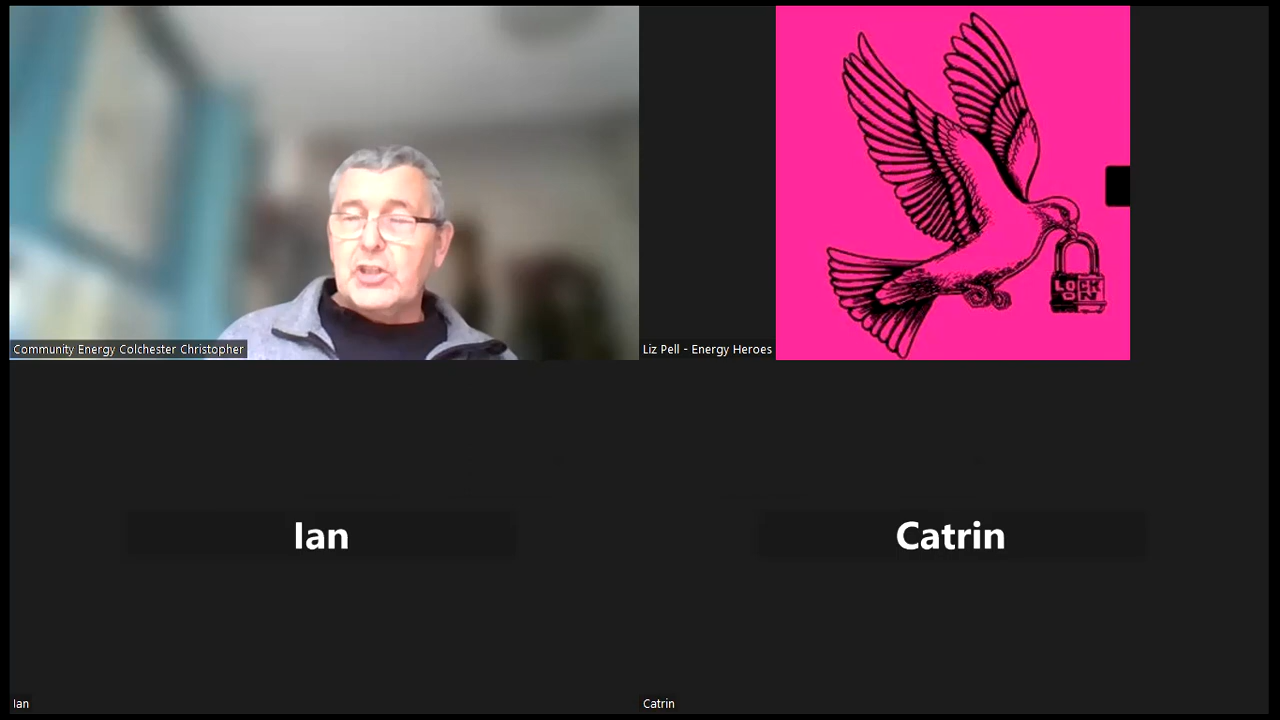 Community Energy Colchester Christopher
Liz Pell - Energy Heroes
LOCK
ON
Ian
Catrin
Ian
Catrin